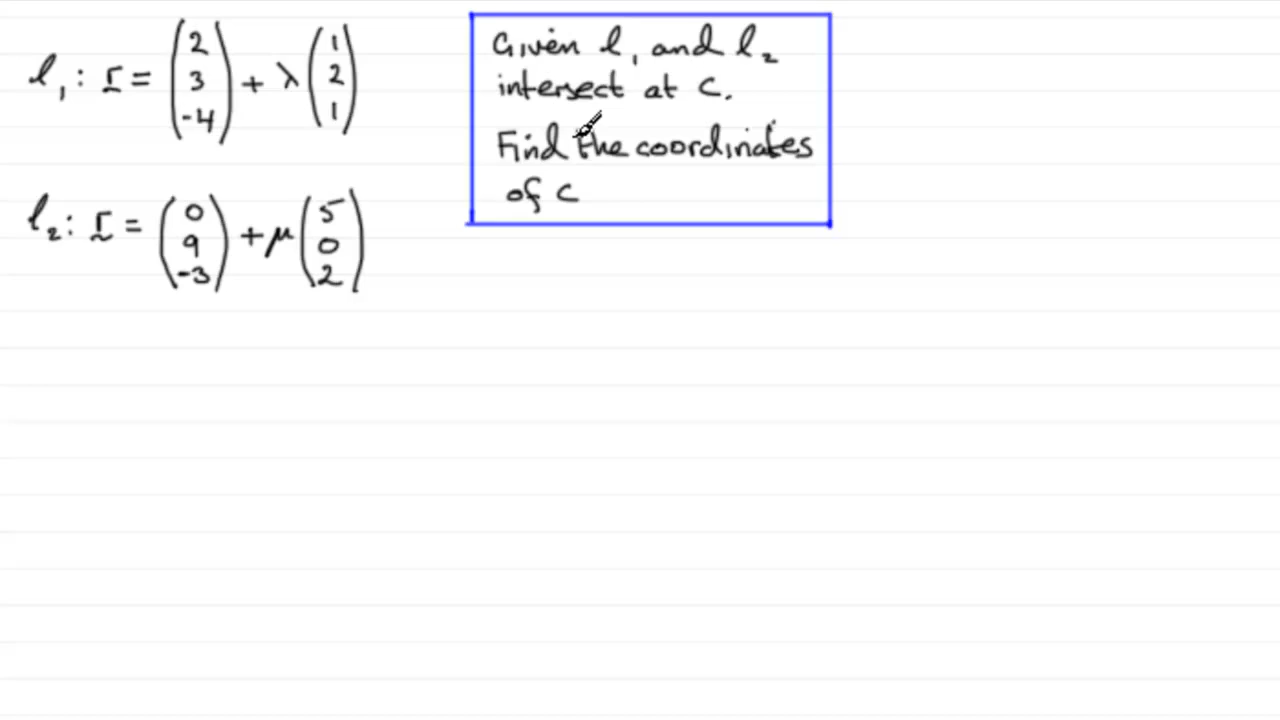 l₁ : r = (2 3 -4) + λ (1 2 1)
l₂ : r = (0 9 -3) + μ (5 0 2)
Given l₁ and l₂
intersect at C.
Find the coordinates
of C